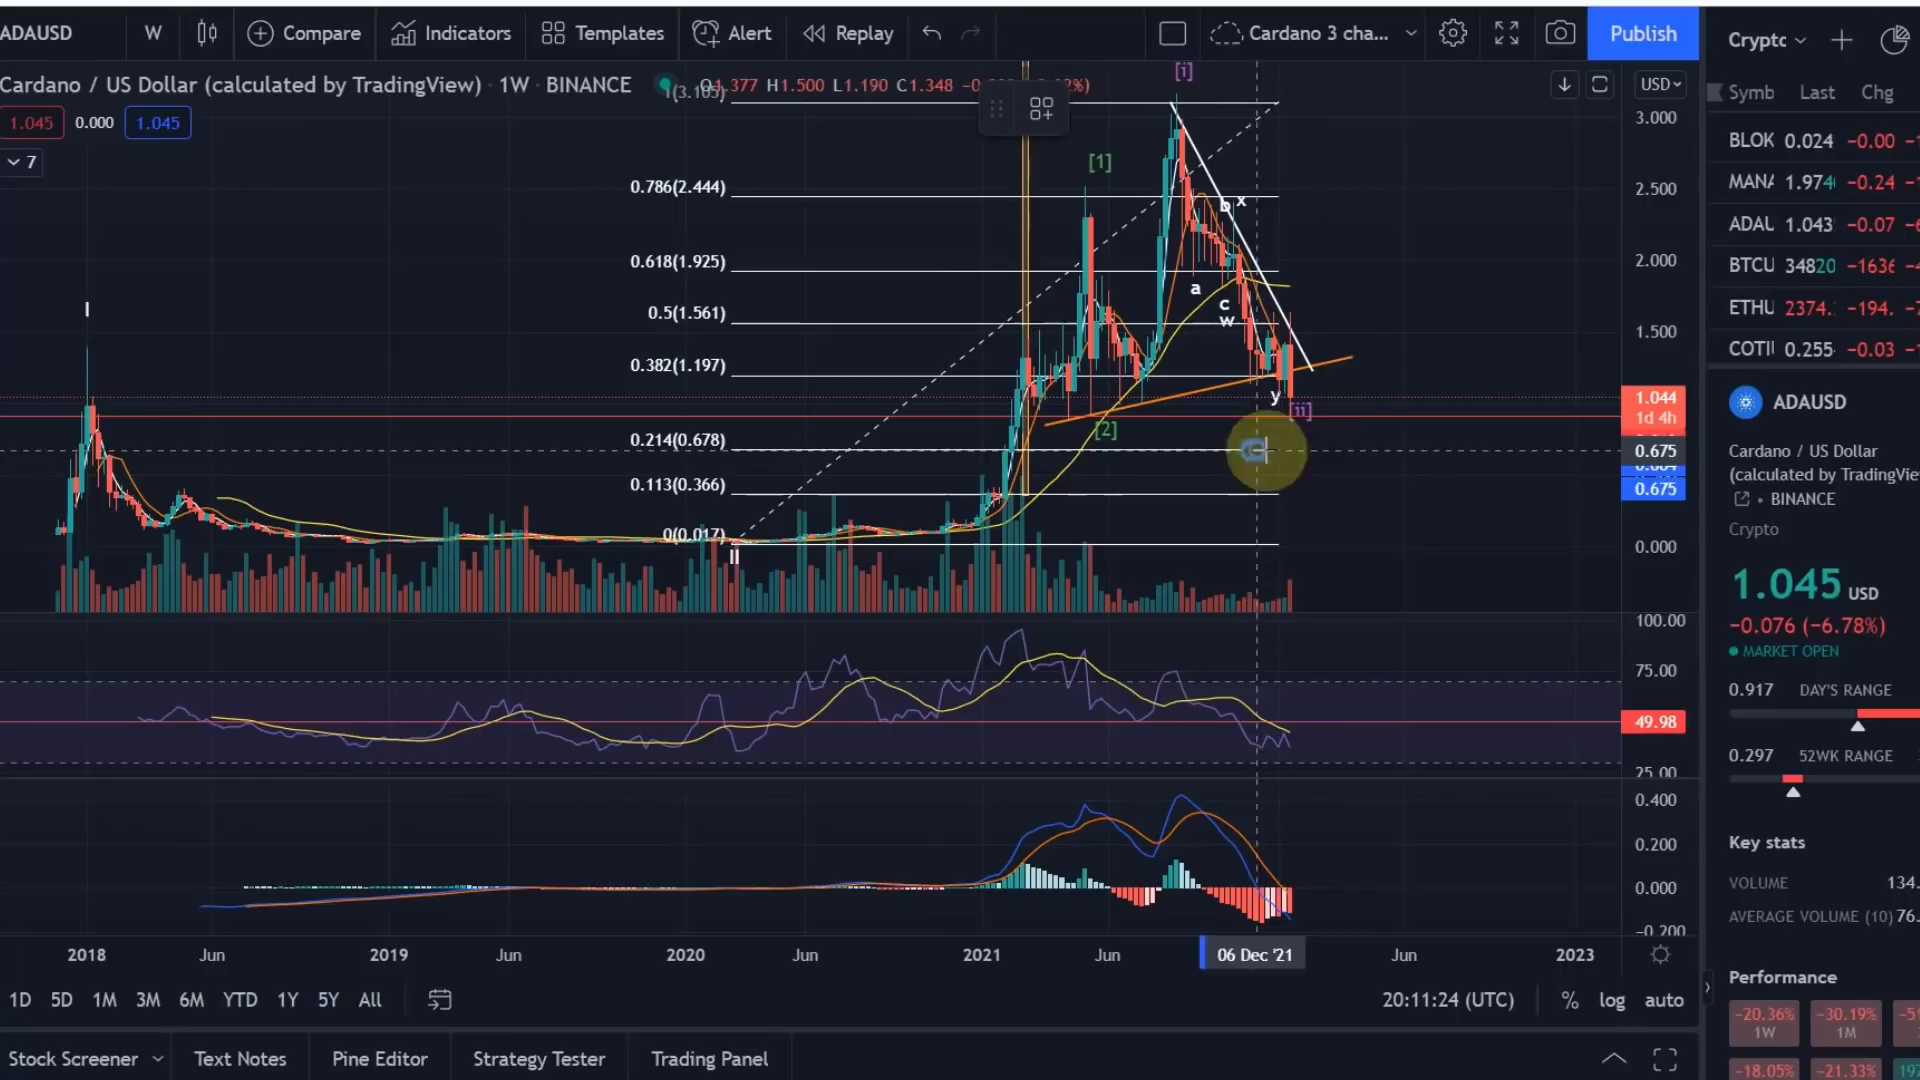 ADAUSD W Compare Indicators Templates Alert Replay Cardano 3 cha... Publish
Cardano / US Dollar (calculated by TradingView) · 1W · BINANCE
H1.500 L1.190 C1.348
USD
1.045 0.000 1.045
7
[i]
[1]
b
x
a
c
w
y
[ii]
[2]
I
II
0.786(2.444)
0.618(1.925)
0.5(1.561)
0.382(1.197)
0.214(0.678)
0.113(0.366)
0(0.017)
3.000
2.500
2.000
1.500
1.044
1d 4h
0.675
0.675
0.000
100.00
75.00
49.98
25.00
0.400
0.200
0.000
-0.200
2018 Jun 2019 Jun 2020 Jun 2021 Jun 06 Dec '21 Jun 2023
1D 5D 1M 3M 6M YTD 1Y 5Y All
20:11:24 (UTC) % log auto
Stock Screener Text Notes Pine Editor Strategy Tester Trading Panel
Symb Last Chg
BLOK 0.024 -0.00
MANA 1.974 -0.24
ADAU 1.043 -0.07
BTCU 34820 -1636
ETHU 2374. -194.
COTI 0.255 -0.03
ADAUSD
Cardano / US Dollar
(calculated by TradingVie
• BINANCE
Crypto
1.045 USD
−0.076 (−6.78%)
MARKET OPEN
0.917 DAY'S RANGE
0.297 52WK RANGE
Key stats
VOLUME 134.
AVERAGE VOLUME (10) 76.
Performance
-20.36% -30.19%
1W 1M
-18.05% -21.33%